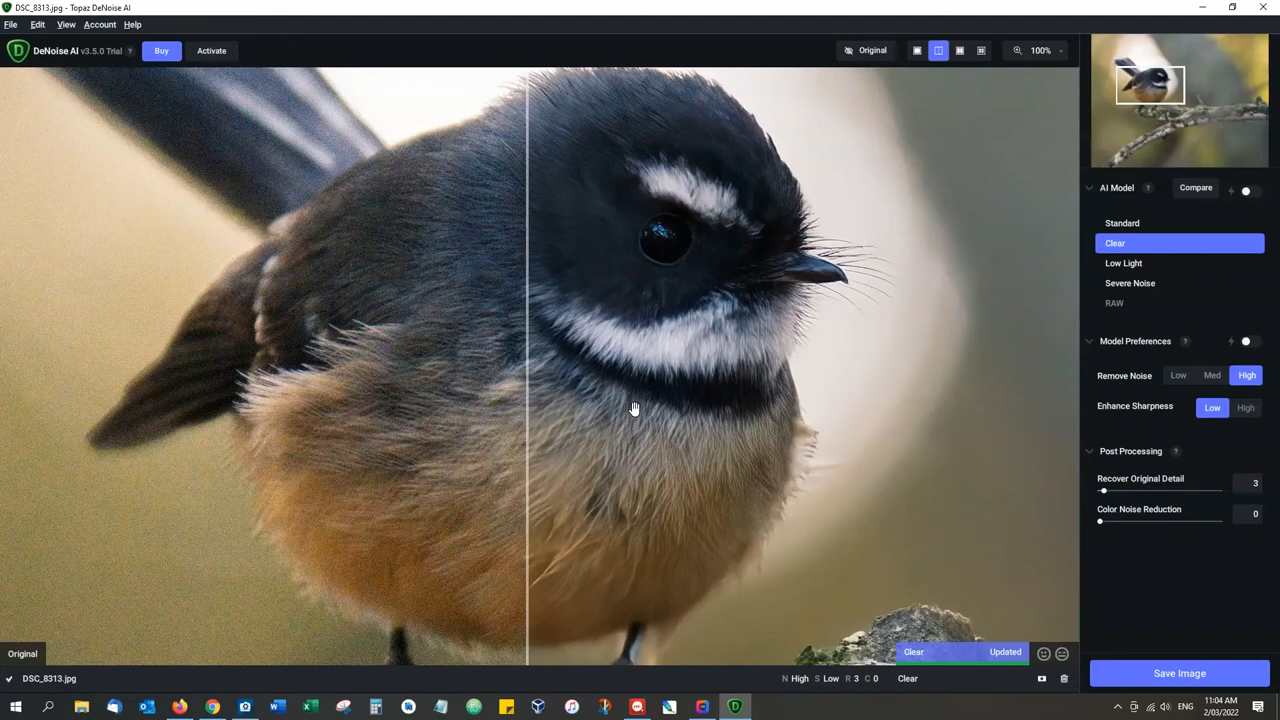 DSC_8313.jpg - Topaz DeNoise AI
File Edit View Account Help
DeNoise AI v3.5.0 Trial ? Buy Activate Original 100%
AI Model ? Compare
Standard
Clear
Low Light
Severe Noise
RAW
Model Preferences ?
Remove Noise Low Med High
Enhance Sharpness Low High
Post Processing ?
Recover Original Detail 3
Color Noise Reduction 0
Original
Clear Updated
DSC_8313.jpg N High S Low R 3 C 0 Clear
Save Image
ENG
11:04 AM
2/03/2022